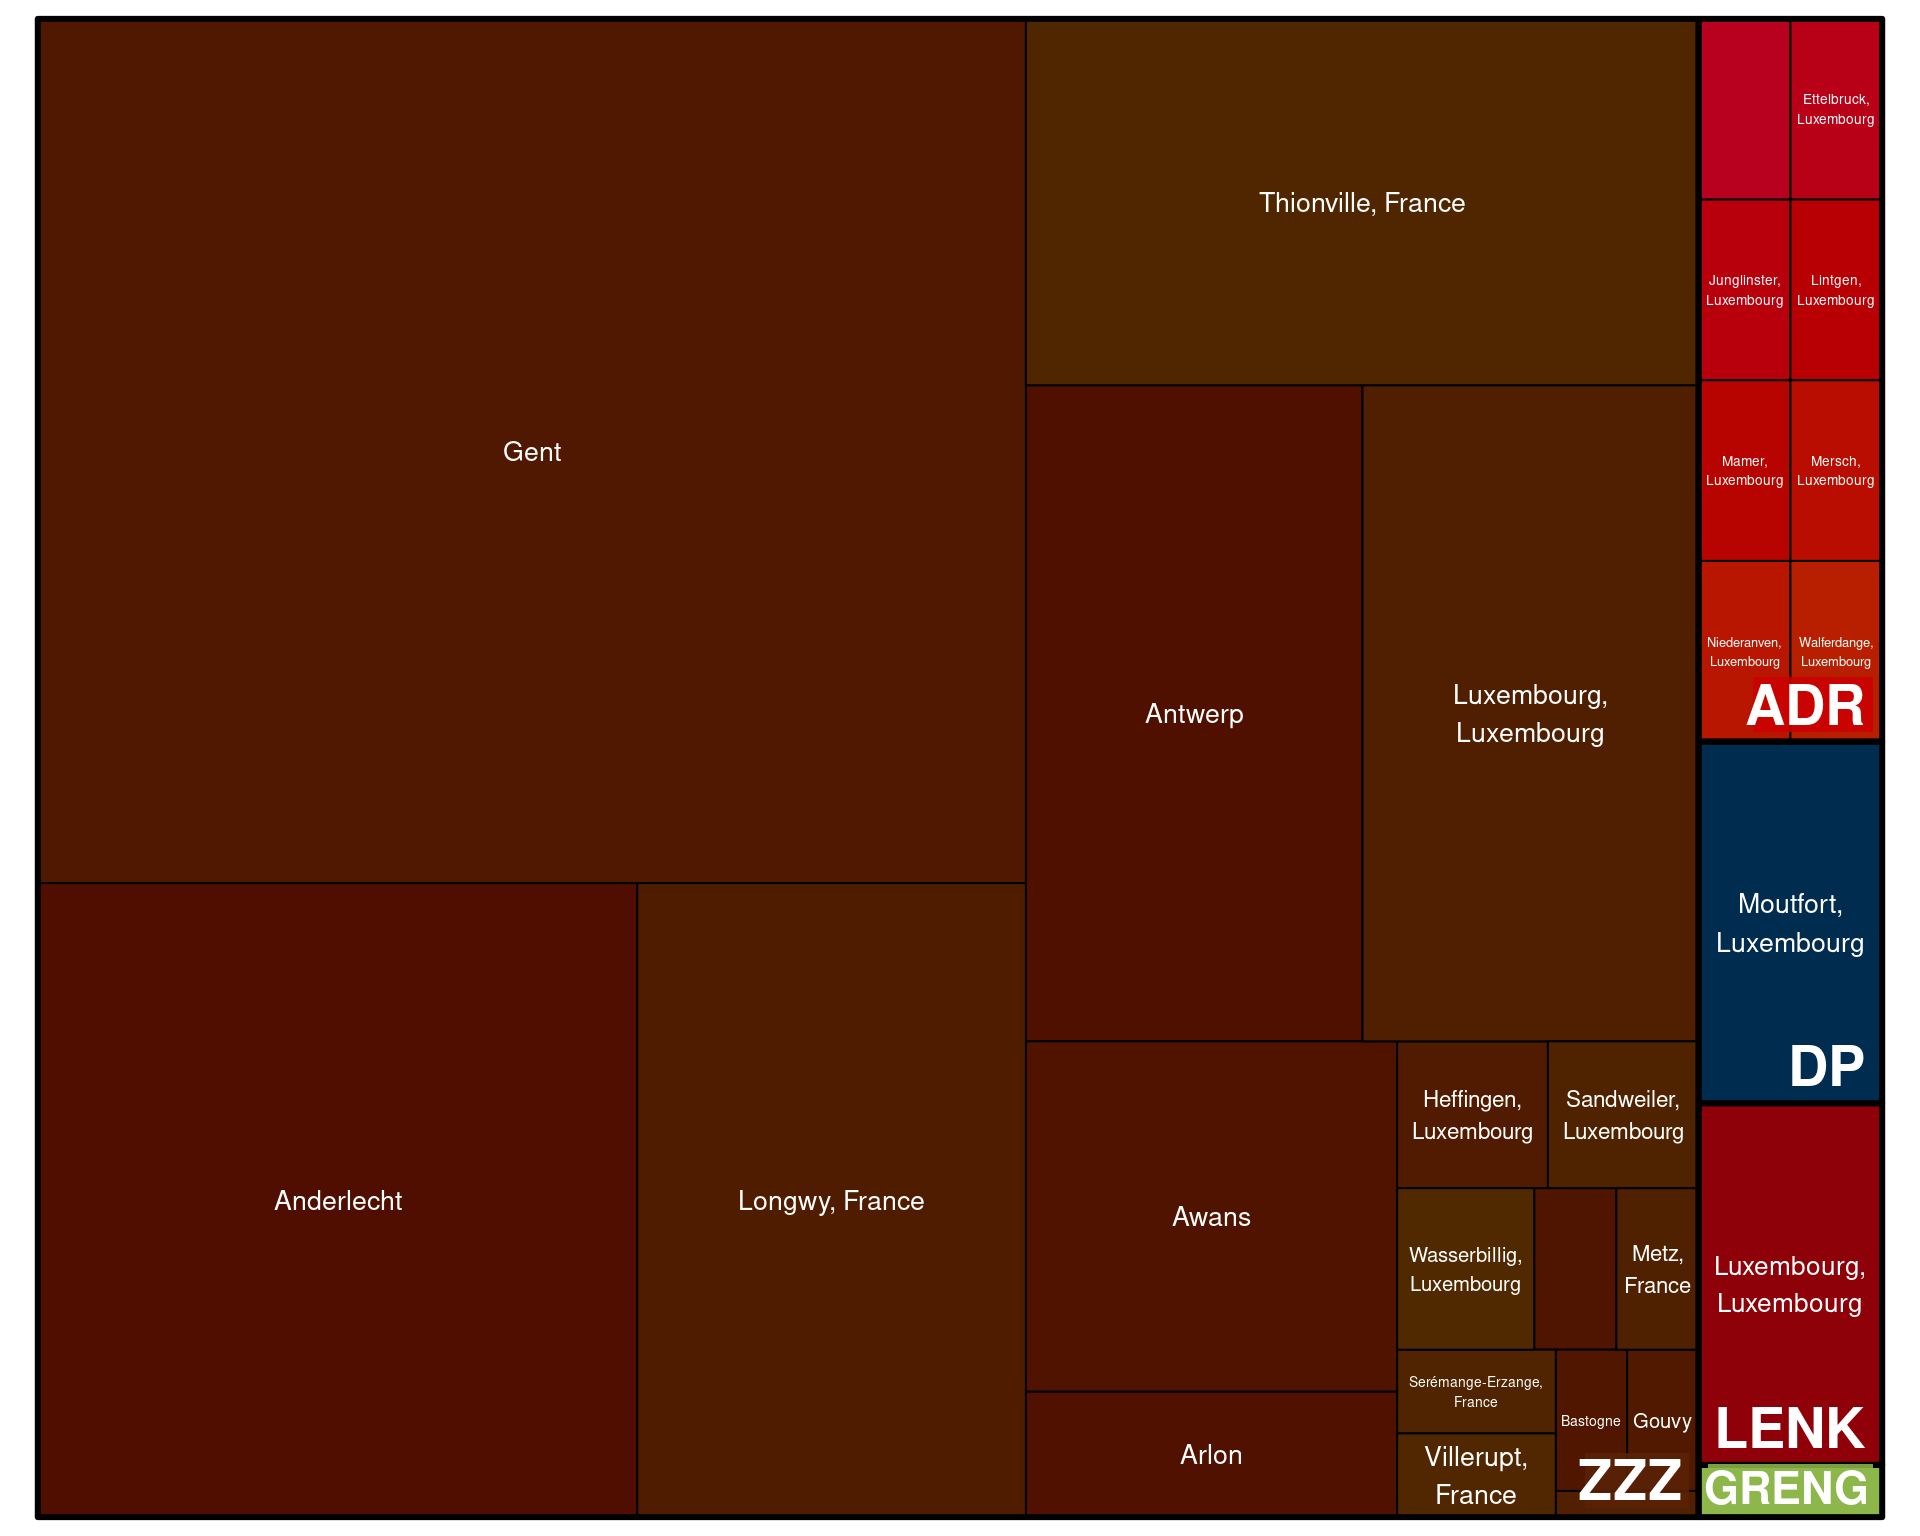 Gent
Thionville, France
Ettelbruck,
Luxembourg
Junglinster,
Luxembourg
Lintgen,
Luxembourg
Mamer,
Luxembourg
Mersch,
Luxembourg
Niederanven,
Luxembourg
Walferdange,
Luxembourg
ADR
Antwerp
Luxembourg,
Luxembourg
Moutfort,
Luxembourg
DP
Anderlecht
Longwy, France
Awans
Heffingen,
Luxembourg
Sandweiler,
Luxembourg
Wasserbillig,
Luxembourg
Metz,
France
Serémange-Erzange,
France
Bastogne
Gouvy
Arlon
Villerupt,
France
ZZZ
Luxembourg,
Luxembourg
LENK
GRENG